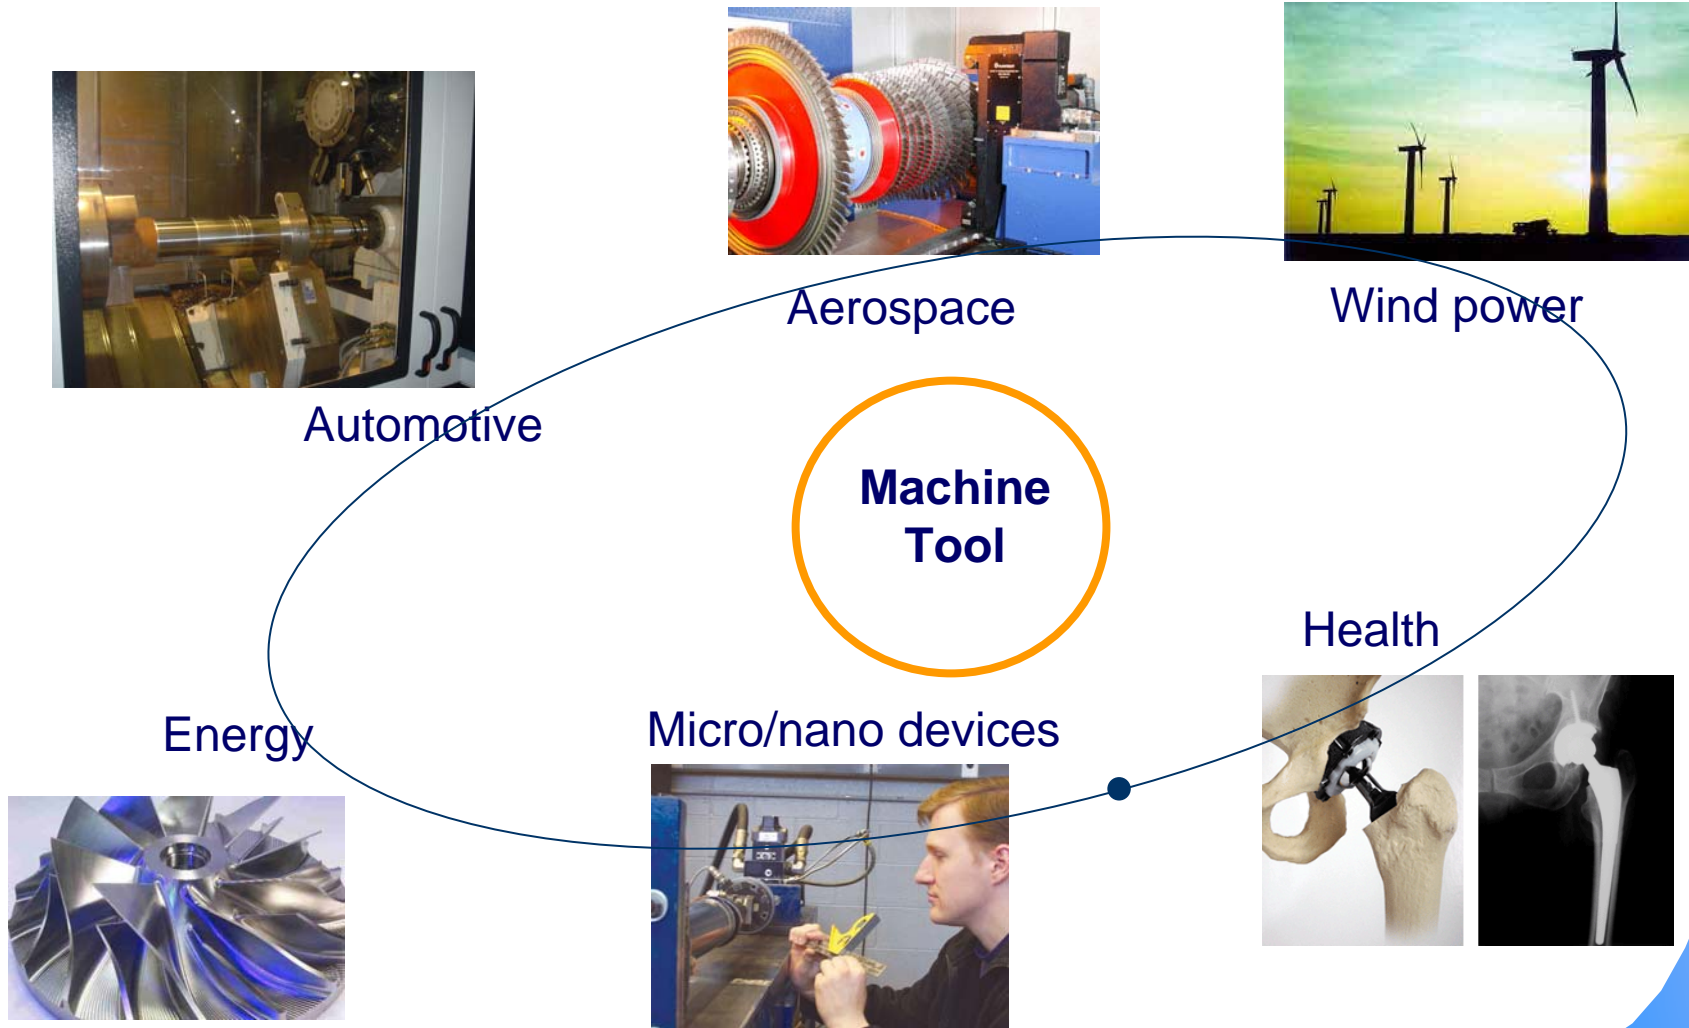 Aerospace
Wind power
Automotive
Machine
Tool
Health
Energy
Micro/nano devices